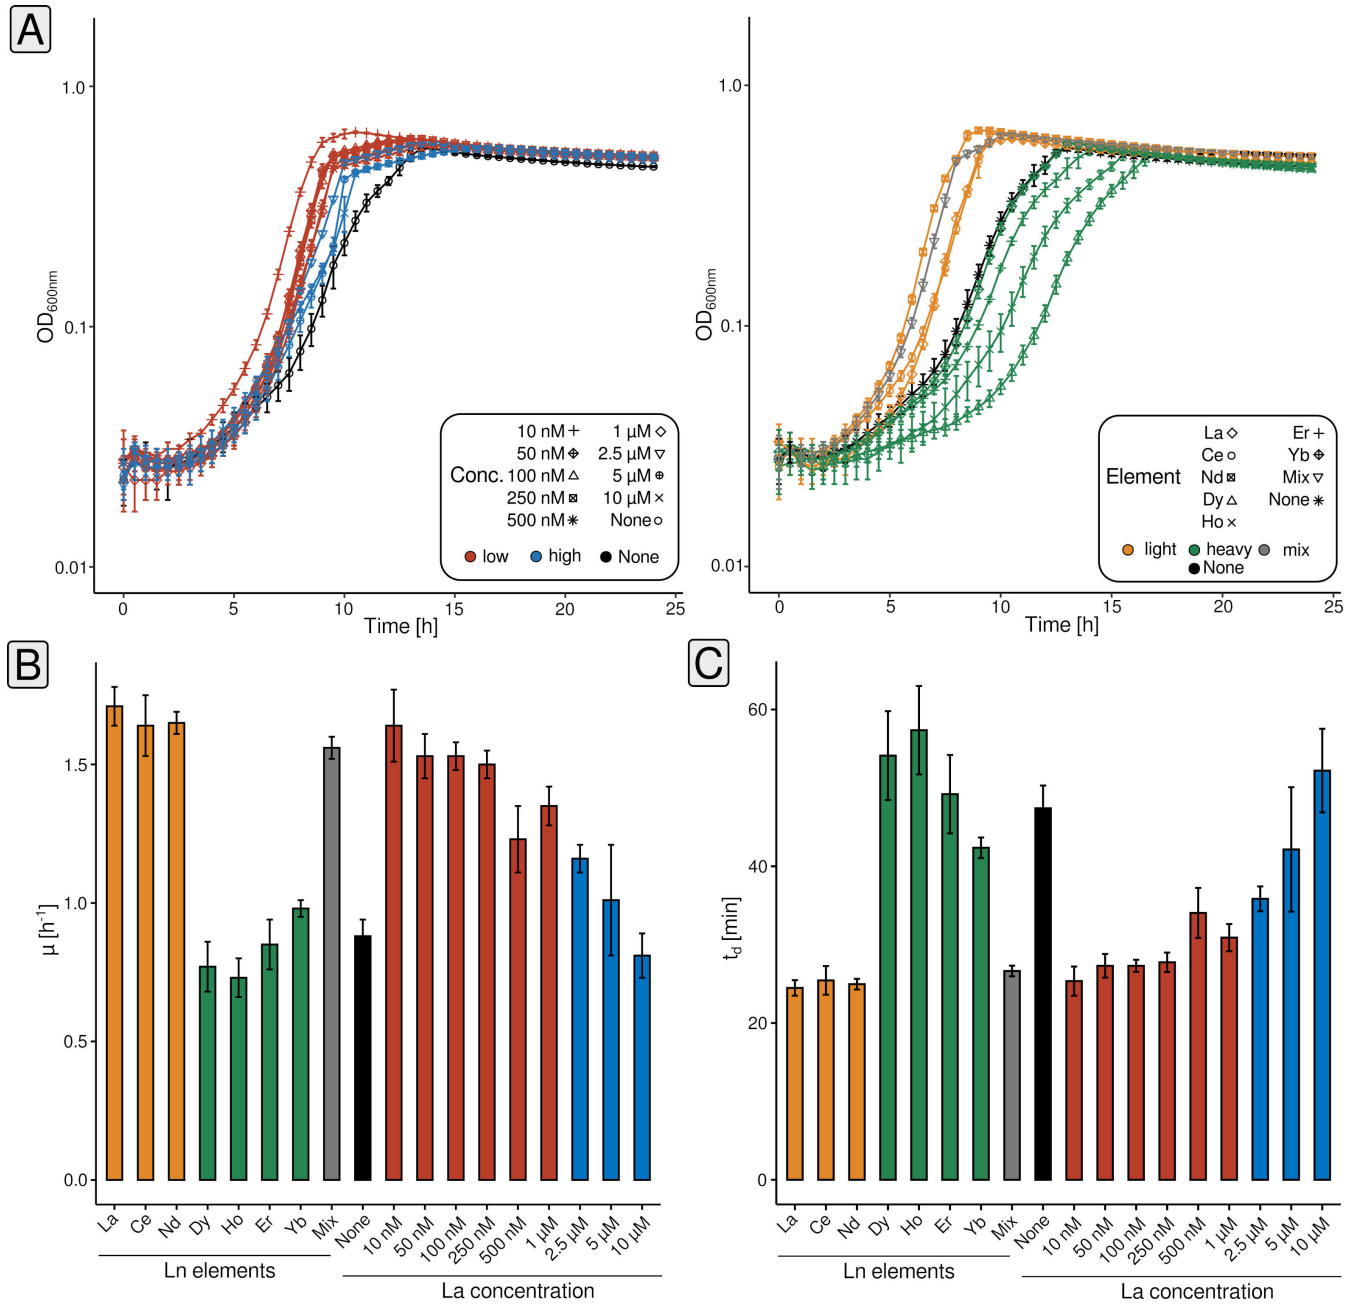 A
1.0
0.1
0.01
OD600nm
0 5 10 15 20 25
Time [h]
Conc.
10 nM + 1 µM ◇
50 nM 2.5 µM ▽
100 nM △ 5 µM ⊕
250 nM ⊠ 10 µM ×
500 nM ✳ None ○
low high None
1.0
0.1
0.01
OD600nm
0 5 10 15 20 25
Time [h]
Element
La ◇ Er +
Ce ○ Yb
Nd ⊠ Mix ▽
Dy △ None ✳
Ho ×
light heavy mix
None
B
1.5
1.0
0.5
0.0
µ [h-1]
La Ce Nd Dy Ho Er Yb Mix None 10 nM 50 nM 100 nM 250 nM 500 nM 1 µM 2.5 µM 5 µM 10 µM
Ln elements
La concentration
C
60
40
20
0
td [min]
La Ce Nd Dy Ho Er Yb Mix None 10 nM 50 nM 100 nM 250 nM 500 nM 1 µM 2.5 µM 5 µM 10 µM
Ln elements
La concentration